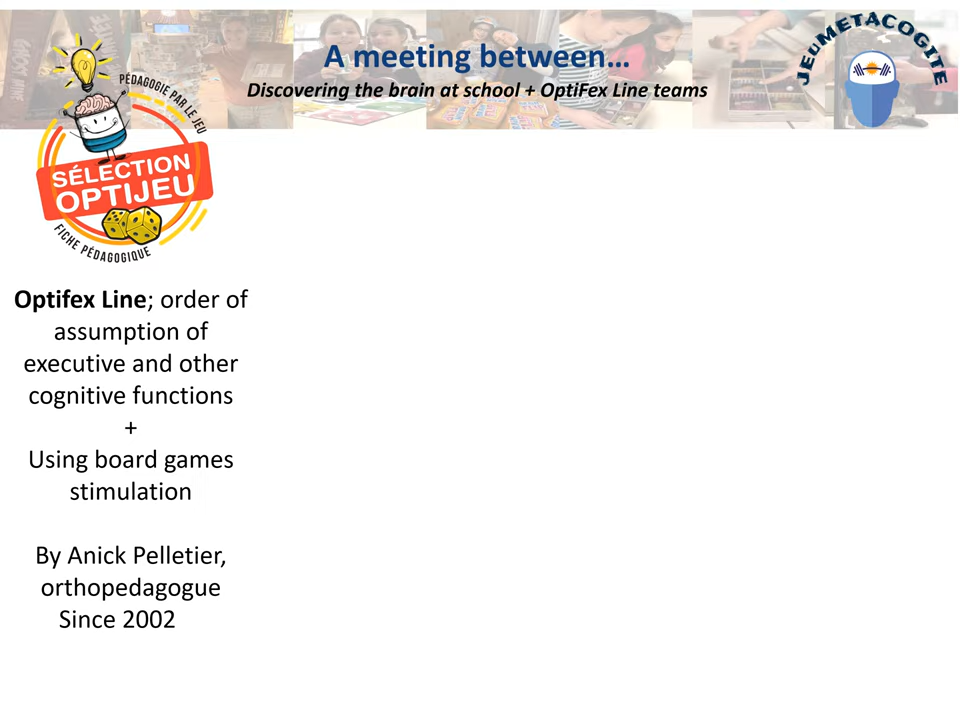 A meeting between…
Discovering the brain at school + OptiFex Line teams
JEuMETACOGITE
PÉDAGOGIE PAR LE JEU
SÉLECTION
OPTIJEU
FICHE PÉDAGOGIQUE
Optifex Line; order of
assumption of
executive and other
cognitive functions
+
Using board games
stimulation
By Anick Pelletier,
orthopedagogue
Since 2002